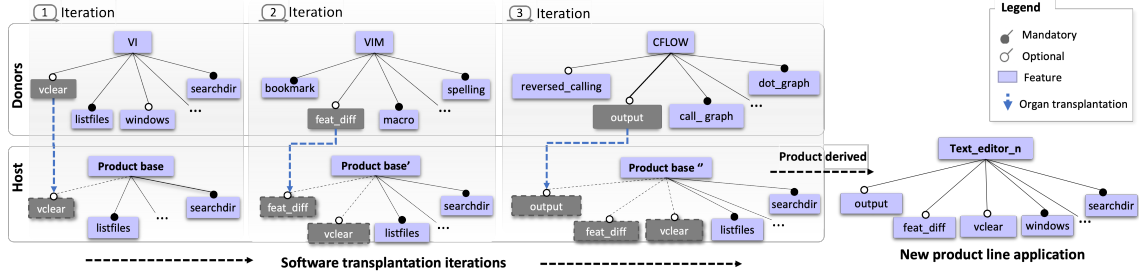 1 Iteration
2 Iteration
3 Iteration
Donors
VI
vclear
listfiles
windows
...
searchdir
VIM
bookmark
feat_diff
macro
...
spelling
CFLOW
reversed_calling
output
call_ graph
...
dot_graph
Host
Product base
vclear
listfiles
...
searchdir
Product base’
feat_diff
vclear
listfiles
...
searchdir
Product base ‘’
output
feat_diff
vclear
listfiles
...
searchdir
Software transplantation iterations
Product derived
Text_editor_n
output
feat_diff
vclear
windows
...
searchdir
New product line application
Legend
Mandatory
Optional
Feature
Organ transplantation